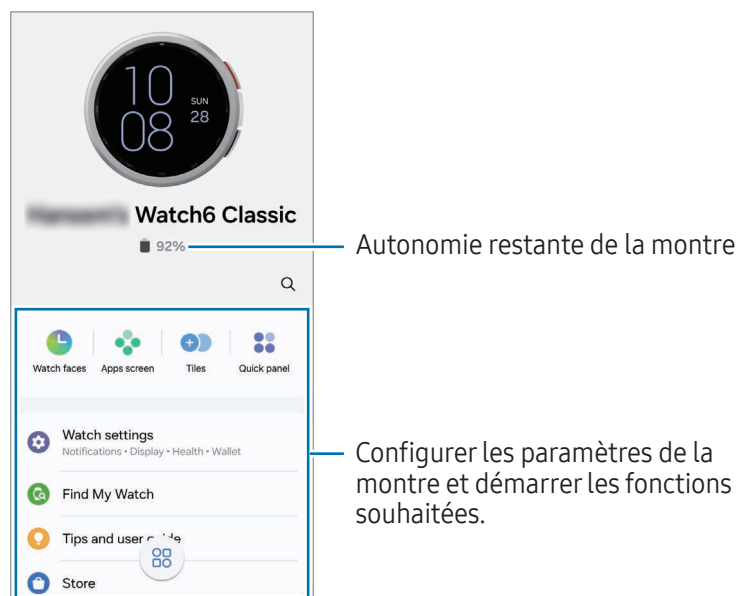 10
08
SUN
28
Watch6 Classic
92%
Autonomie restante de la montre
Watch faces
Apps screen
Tiles
Quick panel
Watch settings
Notifications • Display • Health • Wallet
Configurer les paramètres de la
montre et démarrer les fonctions
souhaitées.
Find My Watch
Tips and user
Store